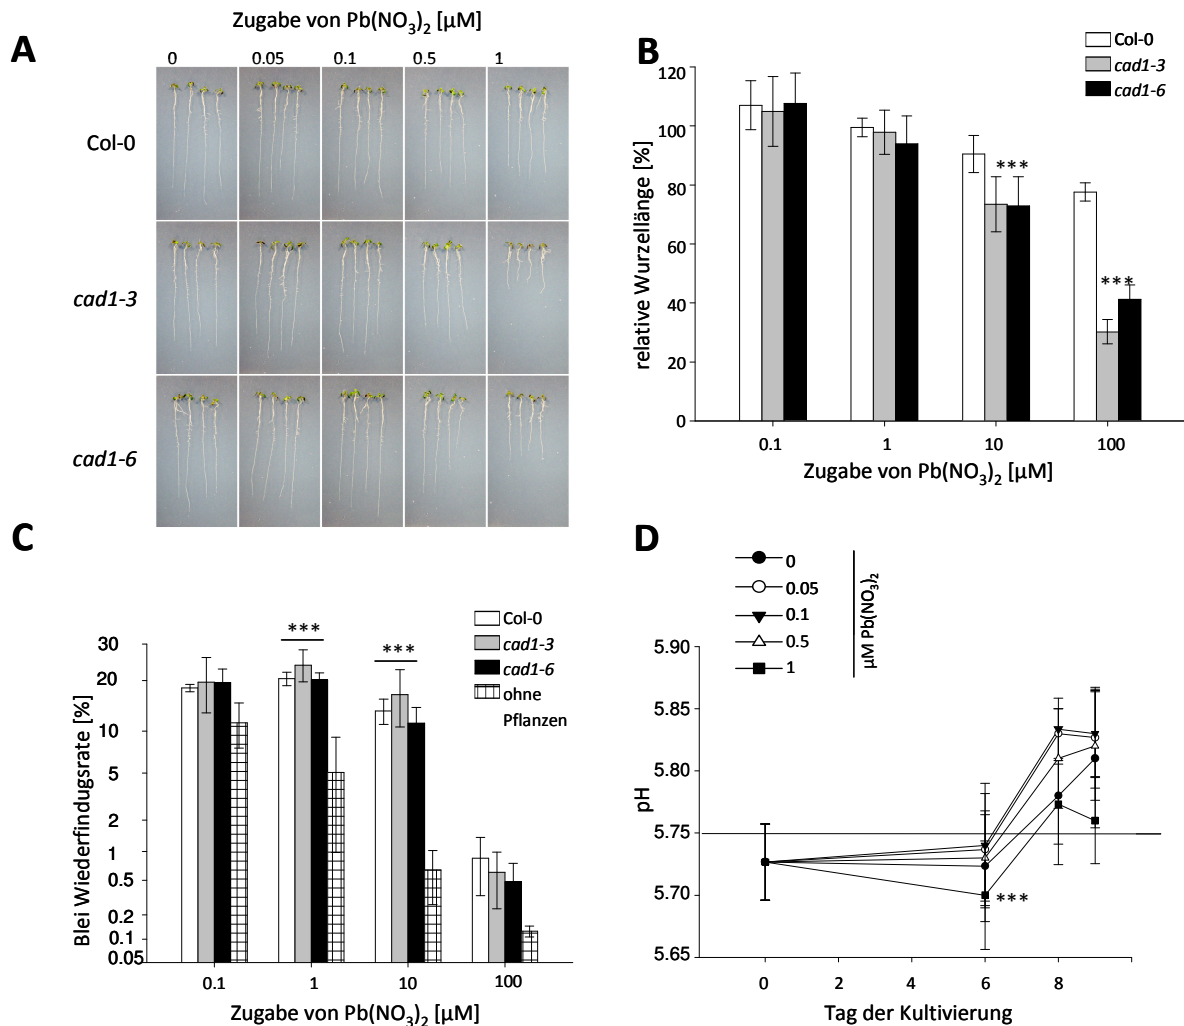 A
Zugabe von Pb(NO3)2 [µM]
0 0.05 0.1 0.5 1
Col-0
cad1-3
cad1-6
B
Col-0
cad1-3
cad1-6
relative Wurzellänge [%]
120
100
80
60
40
20
0
***
***
0.1 1 10 100
Zugabe von Pb(NO3)2 [µM]
C
Col-0
cad1-3
cad1-6
ohne
Pflanzen
Blei Wiederfindugsrate [%]
30
20
10
5
2
1
0.5
0.2
0.1
0.05
***
***
0.1 1 10 100
Zugabe von Pb(NO3)2 [µM]
D
0
0.05
0.1
0.5
1
µM Pb(NO3)2
pH
5.90
5.85
5.80
5.75
5.70
5.65
***
0 2 4 6 8
Tag der Kultivierung